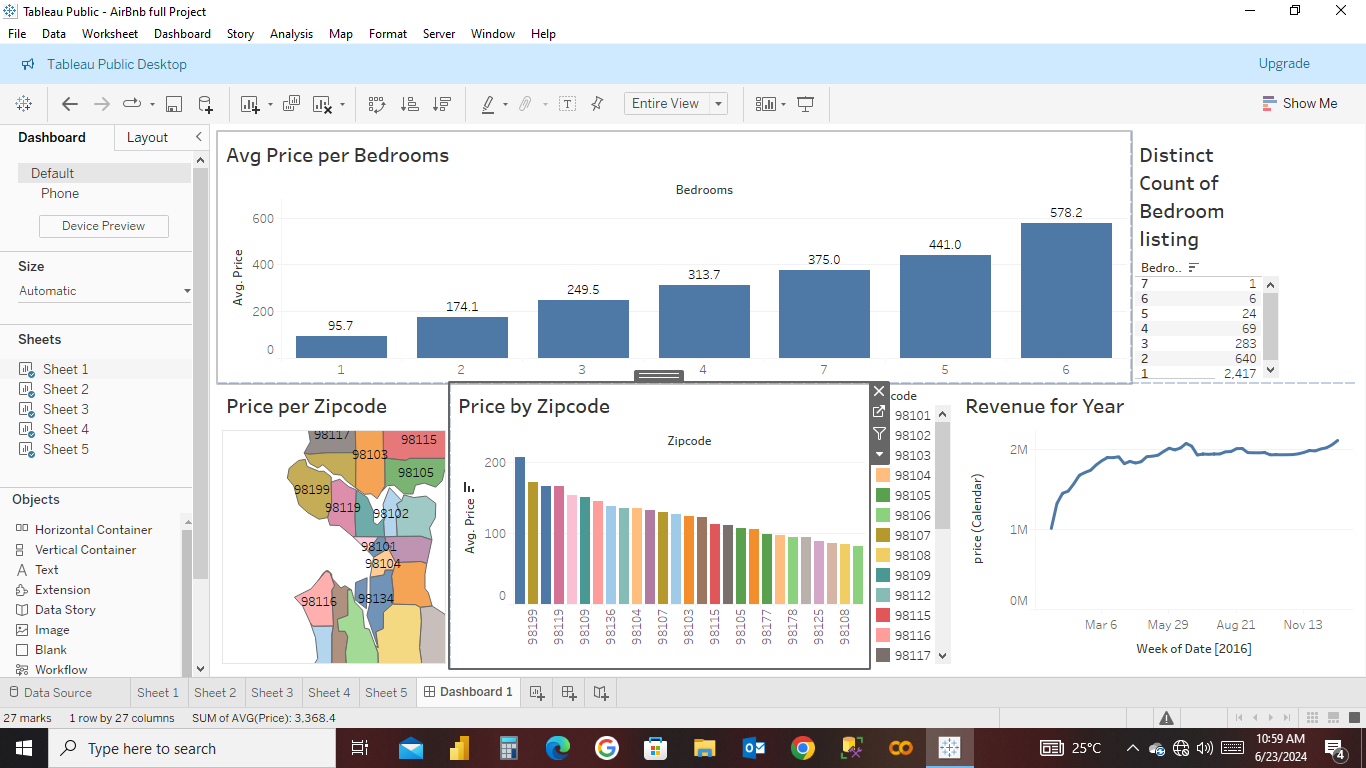 Tableau Public - AirBnb full Project
File Data Worksheet Dashboard Story Analysis Map Format Server Window Help
Tableau Public Desktop
Upgrade
Entire View
Show Me
Dashboard
Layout
Default
Phone
Device Preview
Size
Automatic
Sheets
Sheet 1
Sheet 2
Sheet 3
Sheet 4
Sheet 5
Objects
Horizontal Container
Vertical Container
Text
Extension
Data Story
Image
Blank
Workflow
Avg Price per Bedrooms
Bedrooms
Avg. Price
600
400
200
0
95.7
174.1
249.5
313.7
375.0
441.0
578.2
1 2 3 4 7 5 6
Distinct
Count of
Bedroom
listing
Bedro..
7 1
6 6
5 24
4 69
3 283
2 640
1 2,417
Price per Zipcode
98117
98115
98103
98105
98199
98119
98102
98101
98104
98116
98134
Price by Zipcode
Zipcode
Avg. Price
200
100
0
98199 98119 98109 98136 98104 98107 98103 98115 98105 98177 98178 98125 98108
code
98101
98102
98103
98104
98105
98106
98107
98108
98109
98112
98115
98116
98117
Revenue for Year
price (Calendar)
2M
1M
0M
Mar 6 May 29 Aug 21 Nov 13
Week of Date [2016]
Data Source Sheet 1 Sheet 2 Sheet 3 Sheet 4 Sheet 5 Dashboard 1
27 marks 1 row by 27 columns SUM of AVG(Price): 3,368.4
Type here to search
25°C
10:59 AM
6/23/2024
4